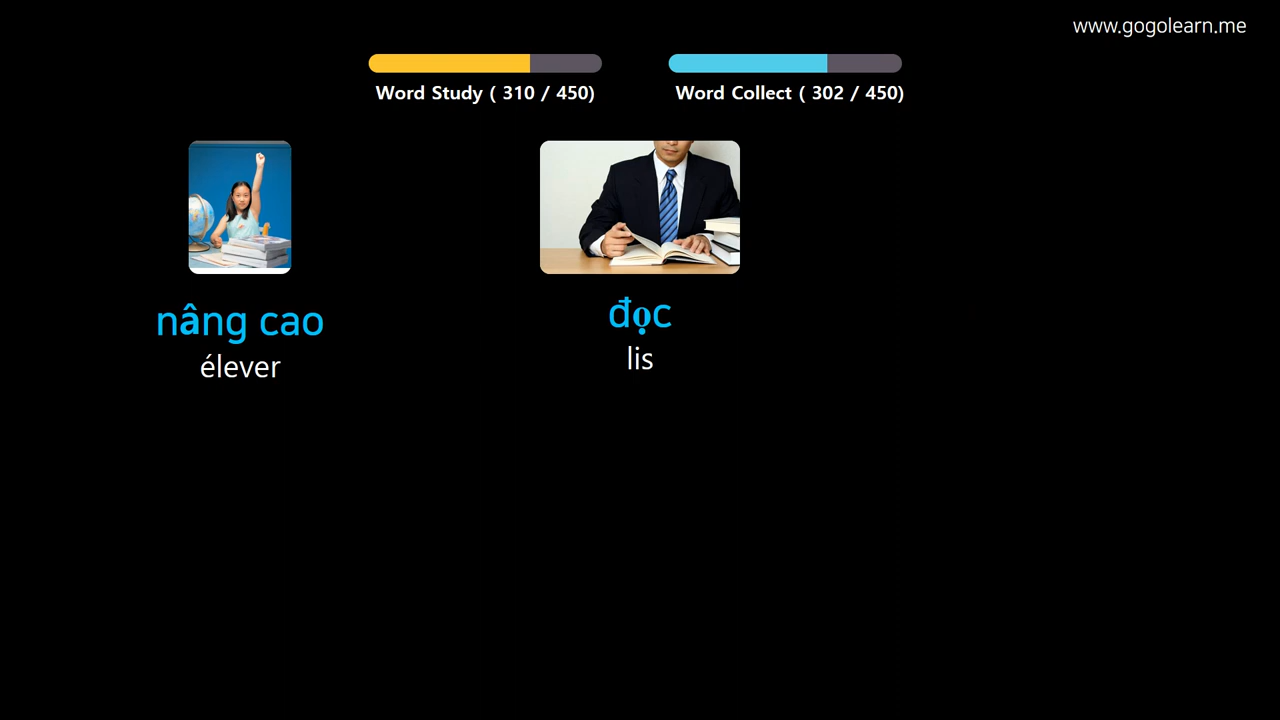 www.gogolearn.me
Word Study ( 310 / 450)
Word Collect ( 302 / 450)
nâng cao
élever
đọc
lis